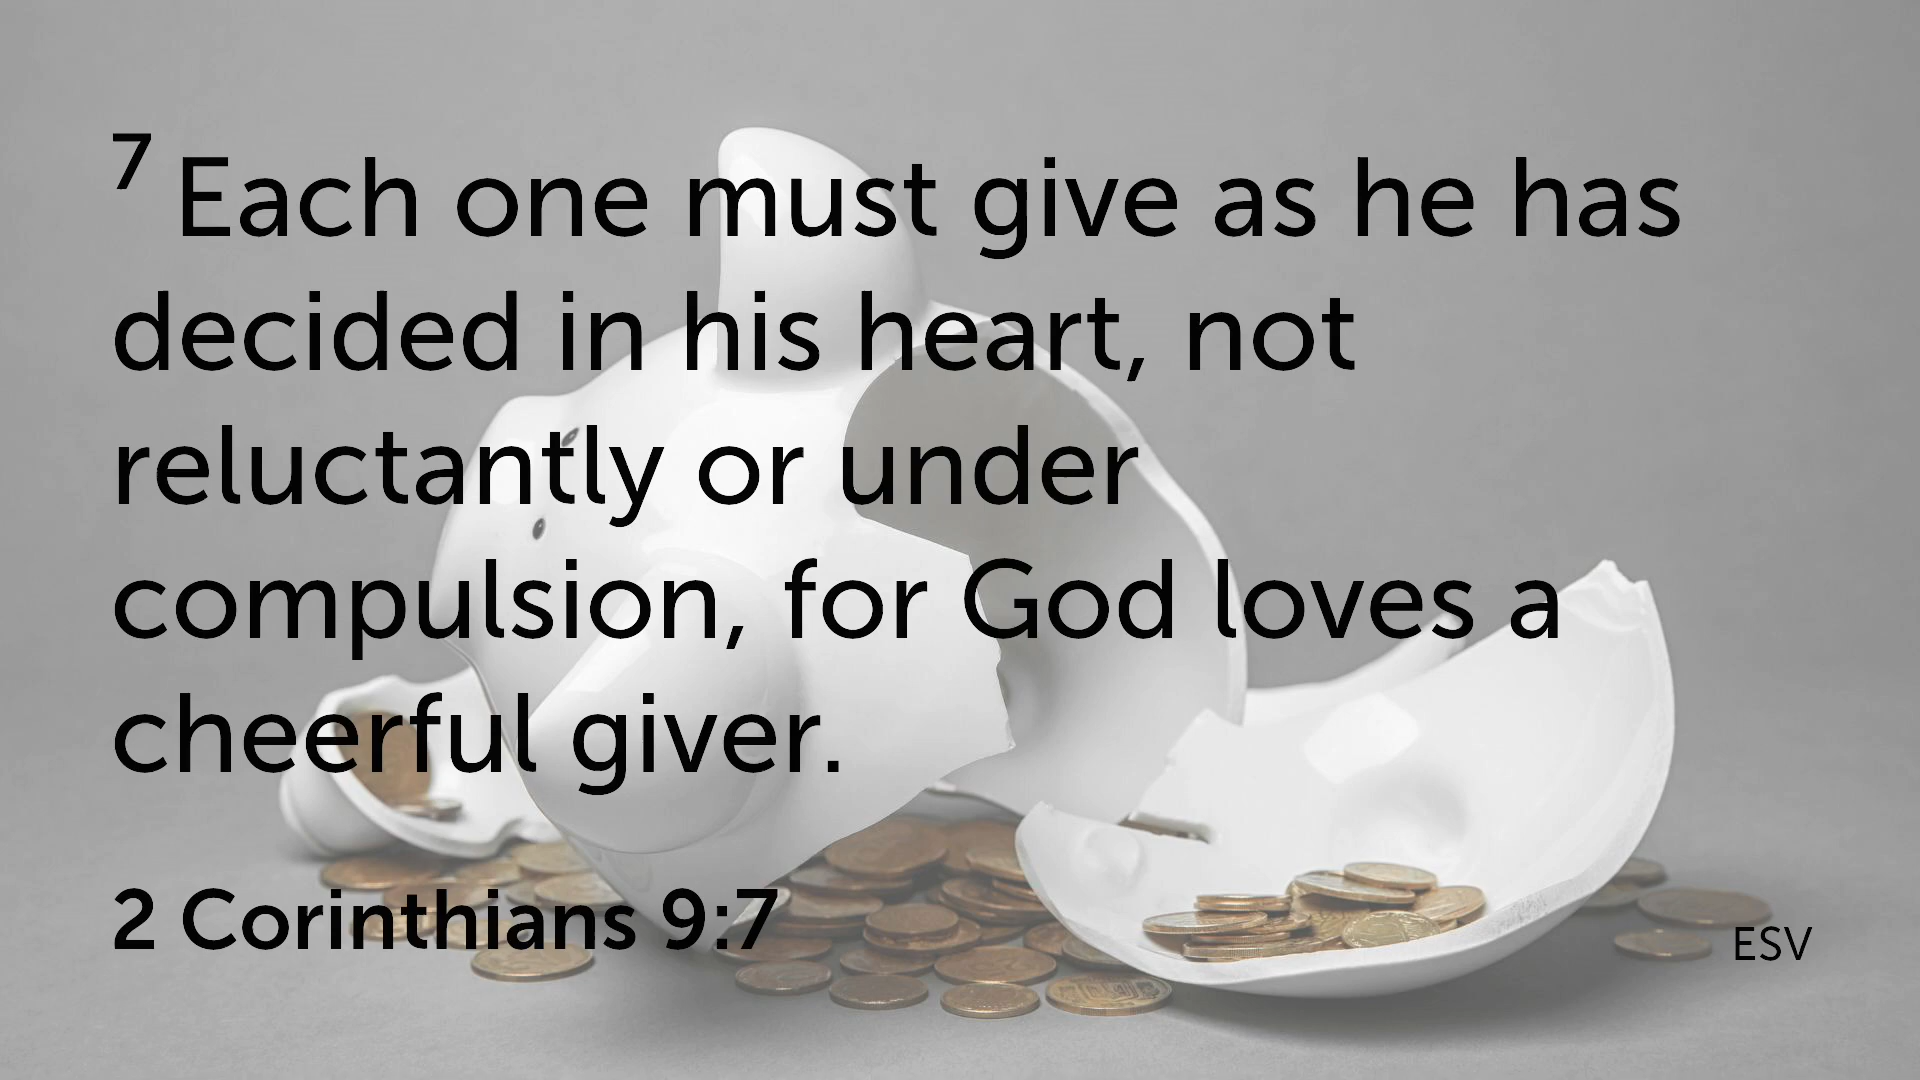 7 Each one must give as he has
decided in his heart, not
reluctantly or under
compulsion, for God loves a
cheerful giver.
2 Corinthians 9:7
ESV